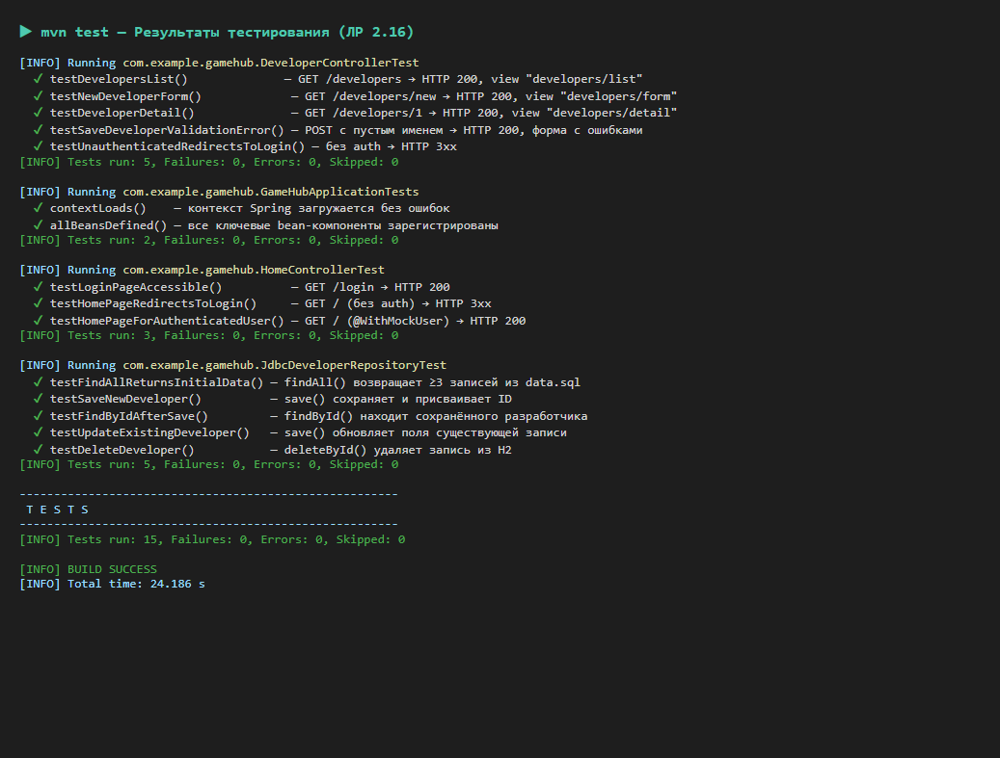 ▶ mvn test — Результаты тестирования (ЛР 2.16)
[INFO] Running com.example.gamehub.DeveloperControllerTest
✓ testDevelopersList() — GET /developers → HTTP 200, view "developers/list"
✓ testNewDeveloperForm() — GET /developers/new → HTTP 200, view "developers/form"
✓ testDeveloperDetail() — GET /developers/1 → HTTP 200, view "developers/detail"
✓ testSaveDeveloperValidationError() — POST с пустым именем → HTTP 200, форма с ошибками
✓ testUnauthenticatedRedirectsToLogin() — без auth → HTTP 3xx
[INFO] Tests run: 5, Failures: 0, Errors: 0, Skipped: 0
[INFO] Running com.example.gamehub.GameHubApplicationTests
✓ contextLoads() — контекст Spring загружается без ошибок
✓ allBeansDefined() — все ключевые bean-компоненты зарегистрированы
[INFO] Tests run: 2, Failures: 0, Errors: 0, Skipped: 0
[INFO] Running com.example.gamehub.HomeControllerTest
✓ testLoginPageAccessible() — GET /login → HTTP 200
✓ testHomePageRedirectsToLogin() — GET / (без auth) → HTTP 3xx
✓ testHomePageForAuthenticatedUser() — GET / (@WithMockUser) → HTTP 200
[INFO] Tests run: 3, Failures: 0, Errors: 0, Skipped: 0
[INFO] Running com.example.gamehub.JdbcDeveloperRepositoryTest
✓ testFindAllReturnsInitialData() — findAll() возвращает ≥3 записей из data.sql
✓ testSaveNewDeveloper() — save() сохраняет и присваивает ID
✓ testFindByIdAfterSave() — findById() находит сохранённого разработчика
✓ testUpdateExistingDeveloper() — save() обновляет поля существующей записи
✓ testDeleteDeveloper() — deleteById() удаляет запись из H2
[INFO] Tests run: 5, Failures: 0, Errors: 0, Skipped: 0
-------------------------------------------------------
T E S T S
-------------------------------------------------------
[INFO] Tests run: 15, Failures: 0, Errors: 0, Skipped: 0
[INFO] BUILD SUCCESS
[INFO] Total time: 24.186 s